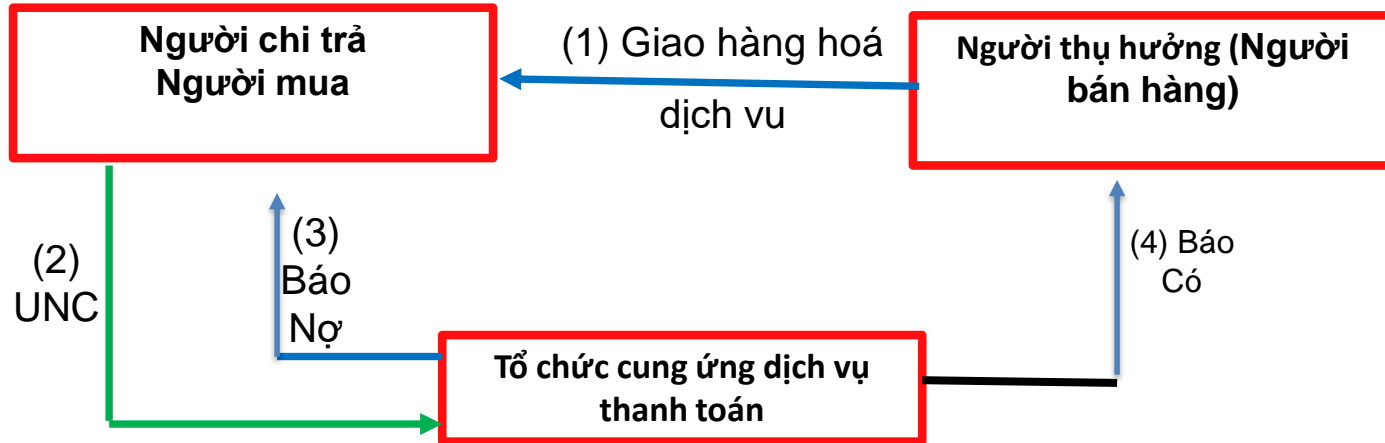 Người chi trả
Người mua
(1) Giao hàng hoá
dịch vu
Người thụ hưởng (Người
bán hàng)
(2)
UNC
(3)
Báo
Nợ
(4) Báo
Có
Tổ chức cung ứng dịch vụ
thanh toán